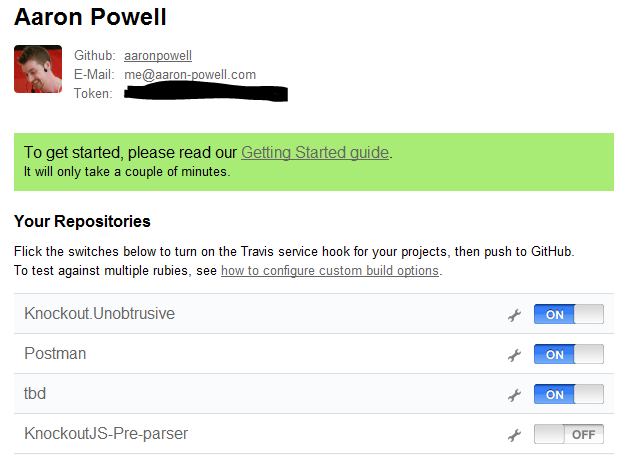 Aaron Powell
Github: aaronpowell
E-Mail: me@aaron-powell.com
Token:
To get started, please read our Getting Started guide.
It will only take a couple of minutes.
Your Repositories
Flick the switches below to turn on the Travis service hook for your projects, then push to GitHub.
To test against multiple rubies, see how to configure custom build options.
Knockout.Unobtrusive ON
Postman ON
tbd ON
KnockoutJS-Pre-parser OFF